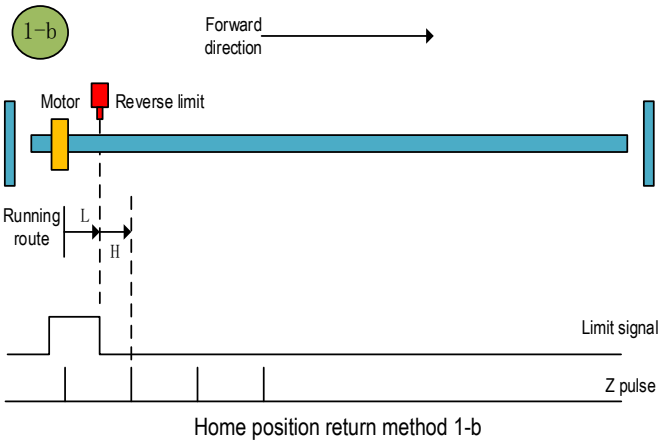 1-b
Forward
direction
Motor
Reverse limit
Running
route
L
H
Limit signal
Z pulse
Home position return method 1-b